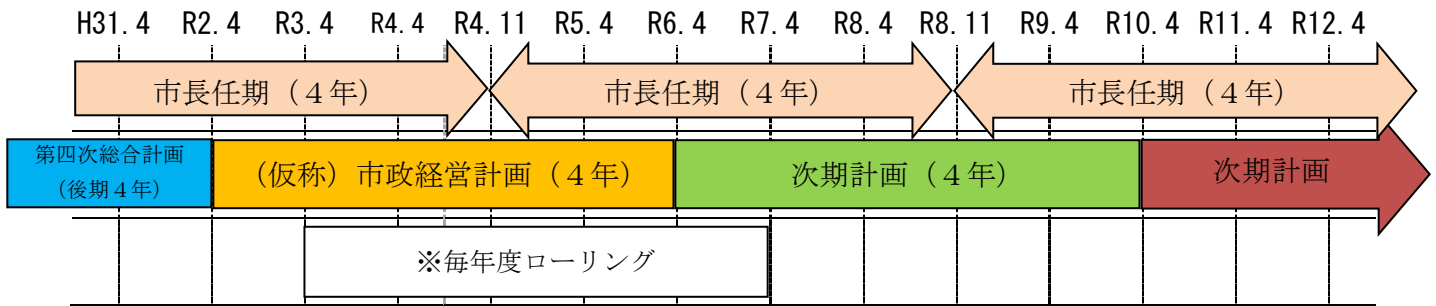 H31.4 R2.4 R3.4 R4.4 R4.11 R5.4 R6.4 R7.4 R8.4 R8.11 R9.4 R10.4 R11.4 R12.4
市長任期(4年) 市長任期(4年) 市長任期(4年)
第四次総合計画
(後期4年)
(仮称)市政経営計画(4年) 次期計画(4年) 次期計画
※毎年度ローリング